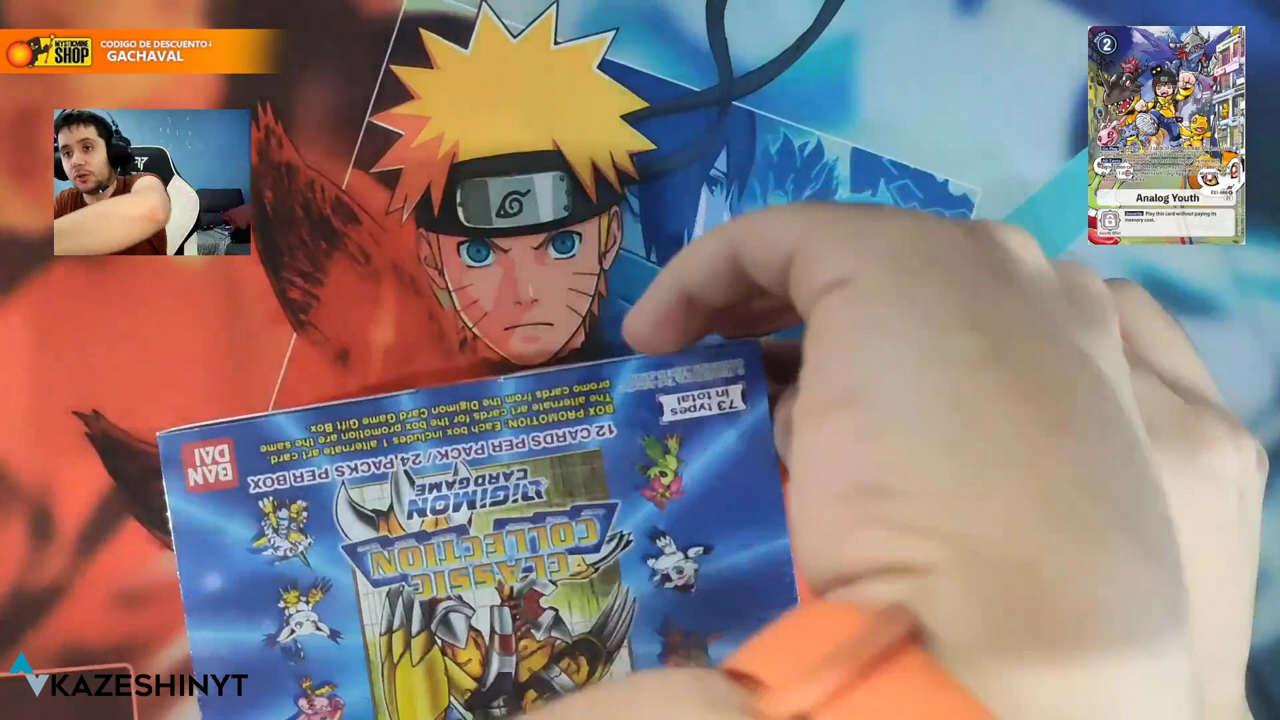 MYSTICMINE
SHOP
CODIGO DE DESCUENTO↓
GACHAVAL
2
Analog Youth
Security Play this card without paying its
memory cost.
73 types
in total
BOX PROMOTION: Each box includes 1 alternate art card.
The alternate art cards for the box promotion are the same
promo cards from the Digimon Card Game Gift Box.
12 CARDS PER PACK / 24 PACKS PER BOX
BAN
DAI
DIGIMON
CARD GAME
CLASSIC
COLLECTION
KAZESHINYT